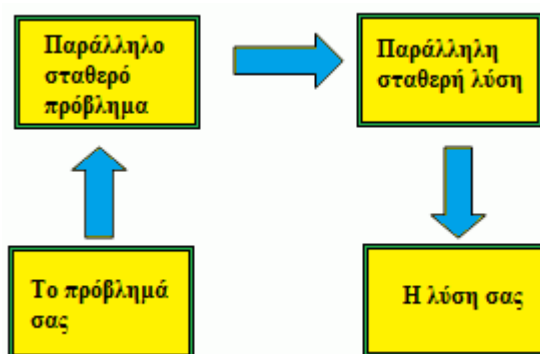 Παράλληλο
σταθερό
πρόβλημα
Παράλληλη
σταθερή λύση
Το πρόβλημά
σας
Η λύση σας